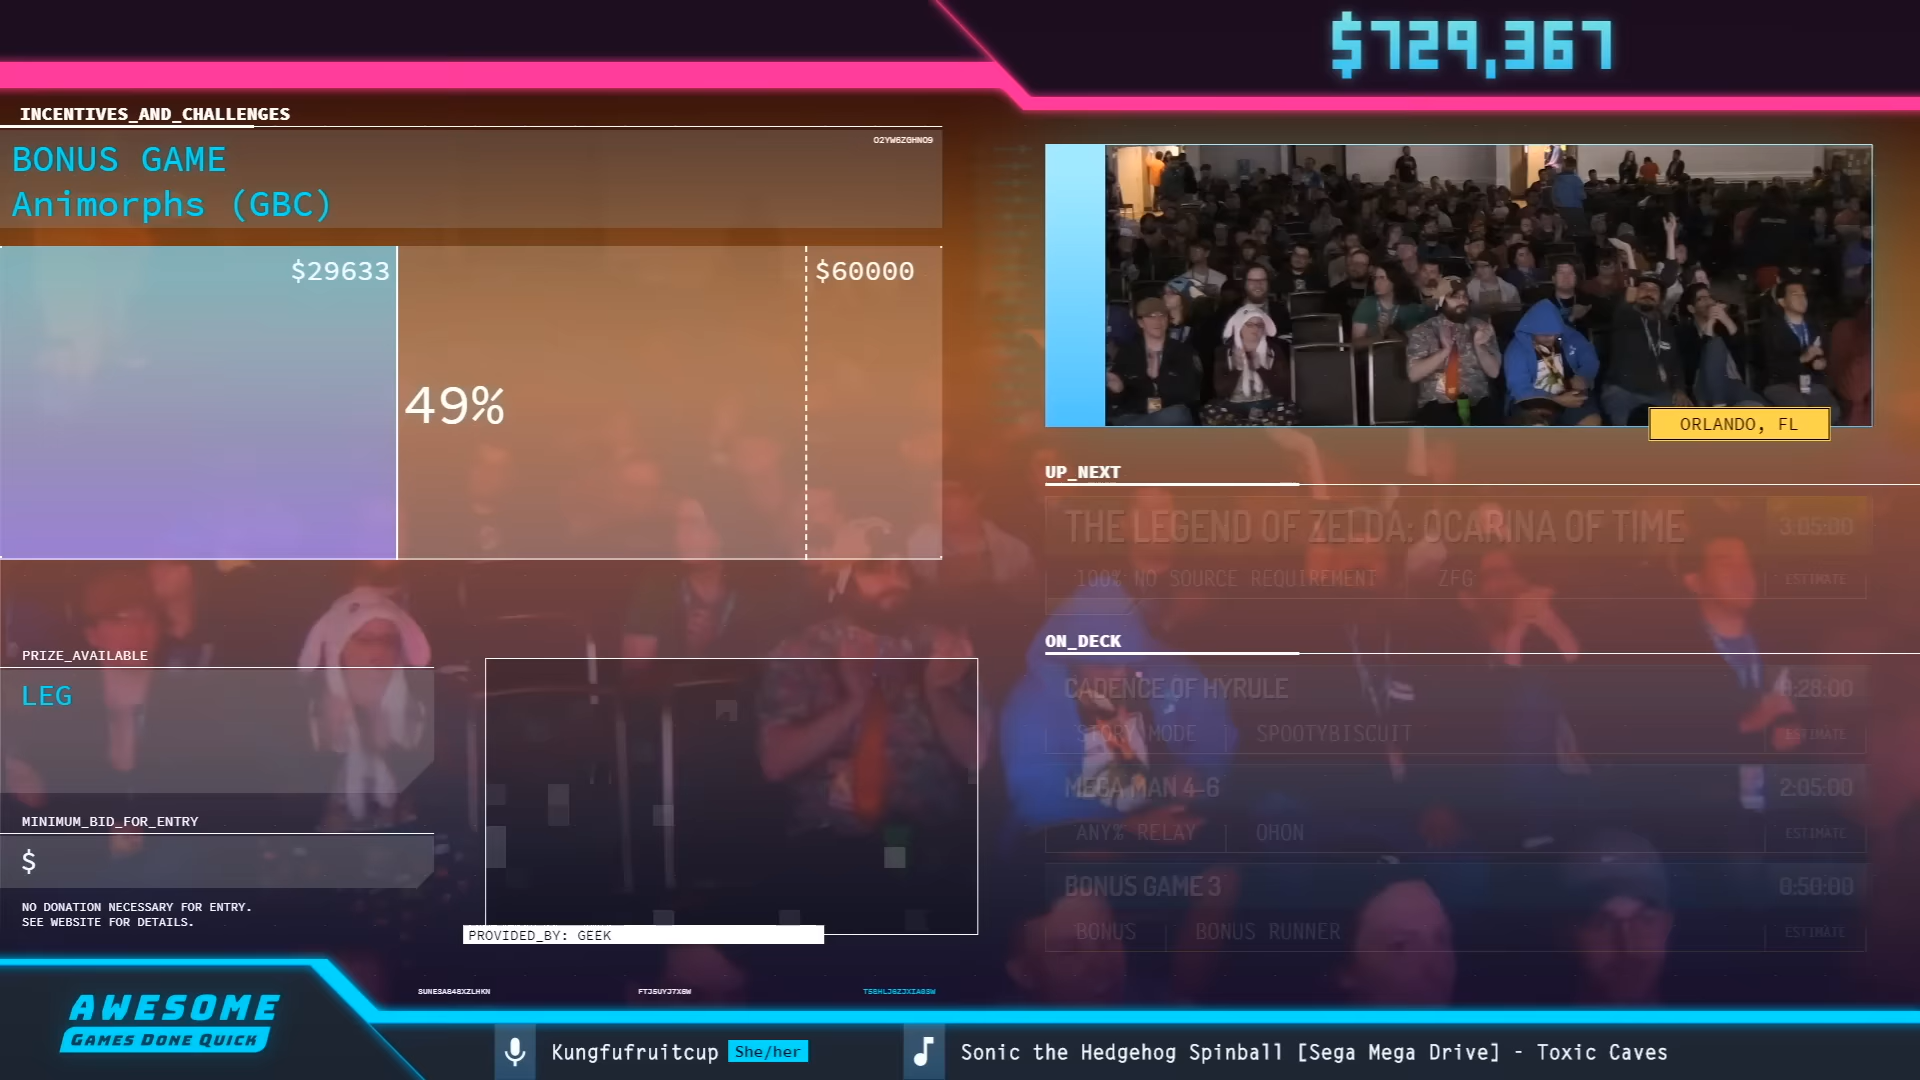 $729,367
INCENTIVES_AND_CHALLENGES
BONUS GAME
Animorphs (GBC)
$29633
$60000
49%
ORLANDO, FL
UP_NEXT
THE LEGEND OF ZELDA: OCARINA OF TIME
3:05:00
100% NO SOURCE REQUIREMENT
ZFG
ESTIMATE
ON_DECK
CADENCE OF HYRULE
0:28:00
STORY MODE
SPOOTYBISCUIT
ESTIMATE
MEGA MAN 4-6
2:05:00
ANY% RELAY
QHON
ESTIMATE
BONUS GAME 3
0:50:00
BONUS
BONUS RUNNER
ESTIMATE
PRIZE_AVAILABLE
LEG
MINIMUM_BID_FOR_ENTRY
$
NO DONATION NECESSARY FOR ENTRY.
SEE WEBSITE FOR DETAILS.
PROVIDED_BY: GEEK
AWESOME
GAMES DONE QUICK
Kungfufruitcup She/her
Sonic the Hedgehog Spinball [Sega Mega Drive] - Toxic Caves